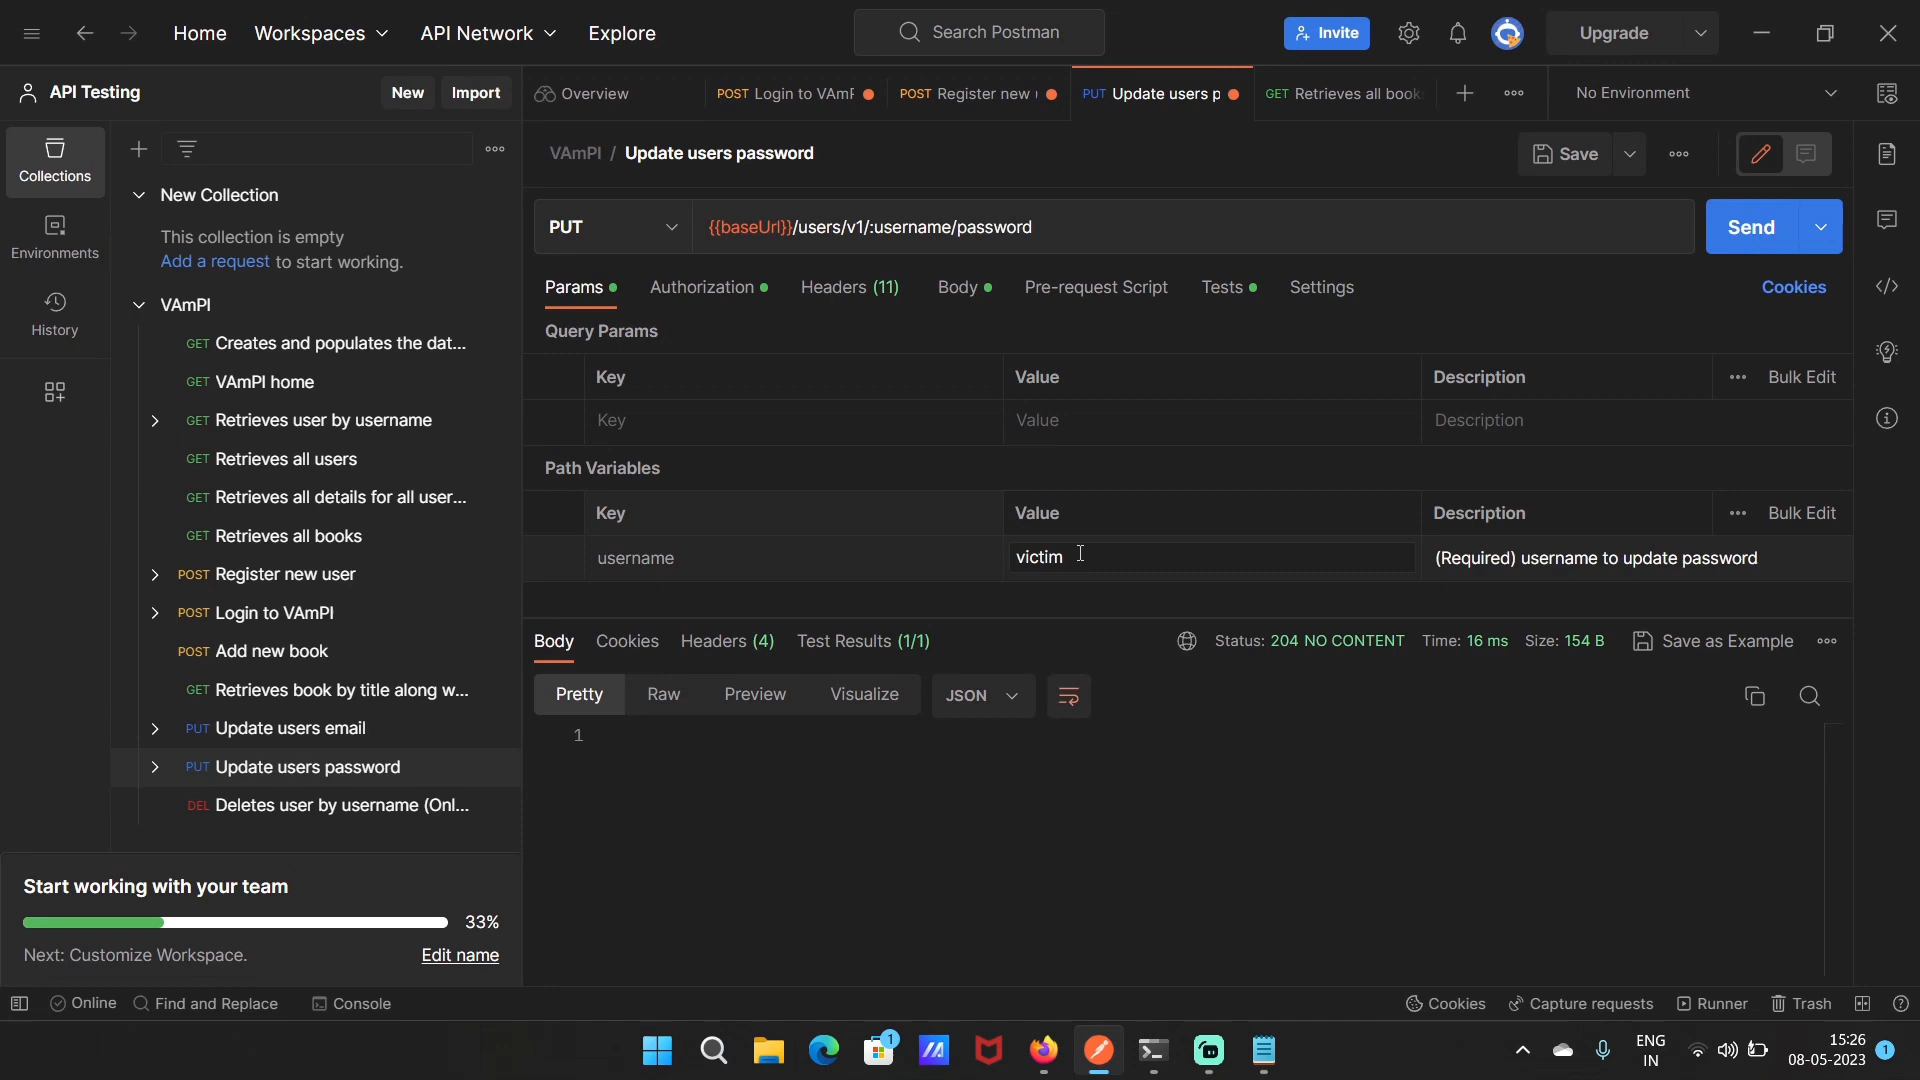 Home Workspaces API Network Explore Search Postman Invite Upgrade
API Testing New Import
Overview POST Login to VAmF POST Register new PUT Update users p GET Retrieves all book No Environment
VAmPI / Update users password Save
Collections
Environments
History
New Collection
This collection is empty
Add a request to start working.
VAmPI
GET Creates and populates the dat...
GET VAmPI home
GET Retrieves user by username
GET Retrieves all users
GET Retrieves all details for all user...
GET Retrieves all books
POST Register new user
POST Login to VAmPI
POST Add new book
GET Retrieves book by title along w...
PUT Update users email
PUT Update users password
DEL Deletes user by username (Onl...
Start working with your team
33%
Next: Customize Workspace. Edit name
PUT {{baseUrl}}/users/v1/:username/password Send
Params Authorization Headers (11) Body Pre-request Script Tests Settings Cookies
Query Params
Key Value Description Bulk Edit
Key Value Description
Path Variables
Key Value Description Bulk Edit
username victim (Required) username to update password
Body Cookies Headers (4) Test Results (1/1) Status: 204 NO CONTENT Time: 16 ms Size: 154 B Save as Example
Pretty Raw Preview Visualize JSON
1
Online Find and Replace Console Cookies Capture requests Runner Trash
1
ENG
IN
15:26
08-05-2023
1